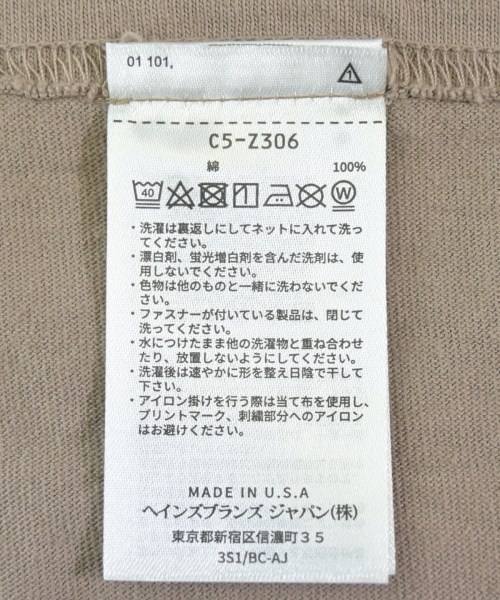 01 101,
1
C5-Z306
綿 100%
40 W
・洗濯は裏返しにしてネットに入れて洗っ
てください。
・漂白剤、蛍光増白剤を含んだ洗剤は、使
用しないでください。
・色物は他のものと一緒に洗わないでくだ
さい。
・ファスナーが付いている製品は、閉じて
洗ってください。
・水につけたまま他の洗濯物と重ね合わせ
たり、放置しないようにしてください。
・洗濯後は速やかに形を整え日陰で干して
下さい。
・アイロン掛けを行う際は当て布を使用し、
プリントマーク、刺繍部分へのアイロン
はお避けください。
MADE IN U.S.A
ヘインズブランズ ジャパン(株)
東京都新宿区信濃町35
3S1/BC-AJ